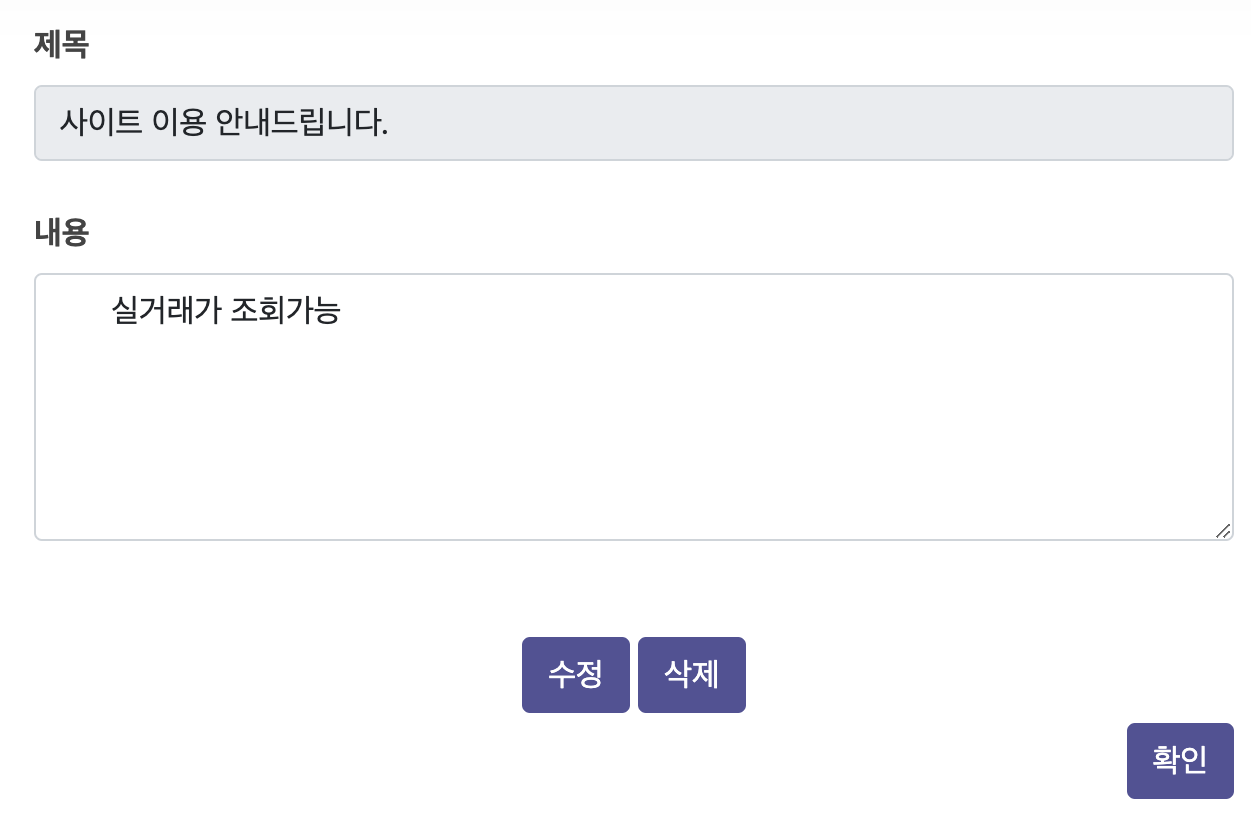 제목
사이트 이용 안내드립니다.
내용
실거래가 조회가능
수정 삭제
확인